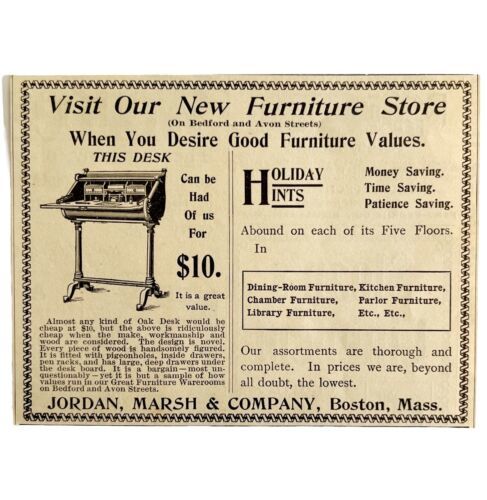 Visit Our New Furniture Store
(On Bedford and Avon Streets)
When You Desire Good Furniture Values.
THIS DESK
Can be
Had
Of us
For
$10.
It is a great
value.
Almost any kind of Oak Desk would
be cheap at $10, but the above is ridiculously
cheap when the make, workmanship and
wood are considered. The design is novel.
Every piece of wood is handsomely figured.
It is fitted with pigeonholes, inside drawers,
pen racks, and has large, deep drawers under
the desk board. It is a bargain—most un-
questionably—and yet it is but a sample of how
values run in our Great Furniture Warerooms
on Bedford and Avon Streets.
HOLIDAY
HINTS
Money Saving.
Time Saving.
Patience Saving.
Abound on each of its Five Floors.
In
Dining-Room Furniture, Kitchen Furniture,
Chamber Furniture, Parlor Furniture,
Library Furniture, Etc., Etc.,
Our assortments are thorough and
complete. In prices we are, beyond
all doubt, the lowest.
JORDAN, MARSH & COMPANY, Boston, Mass.